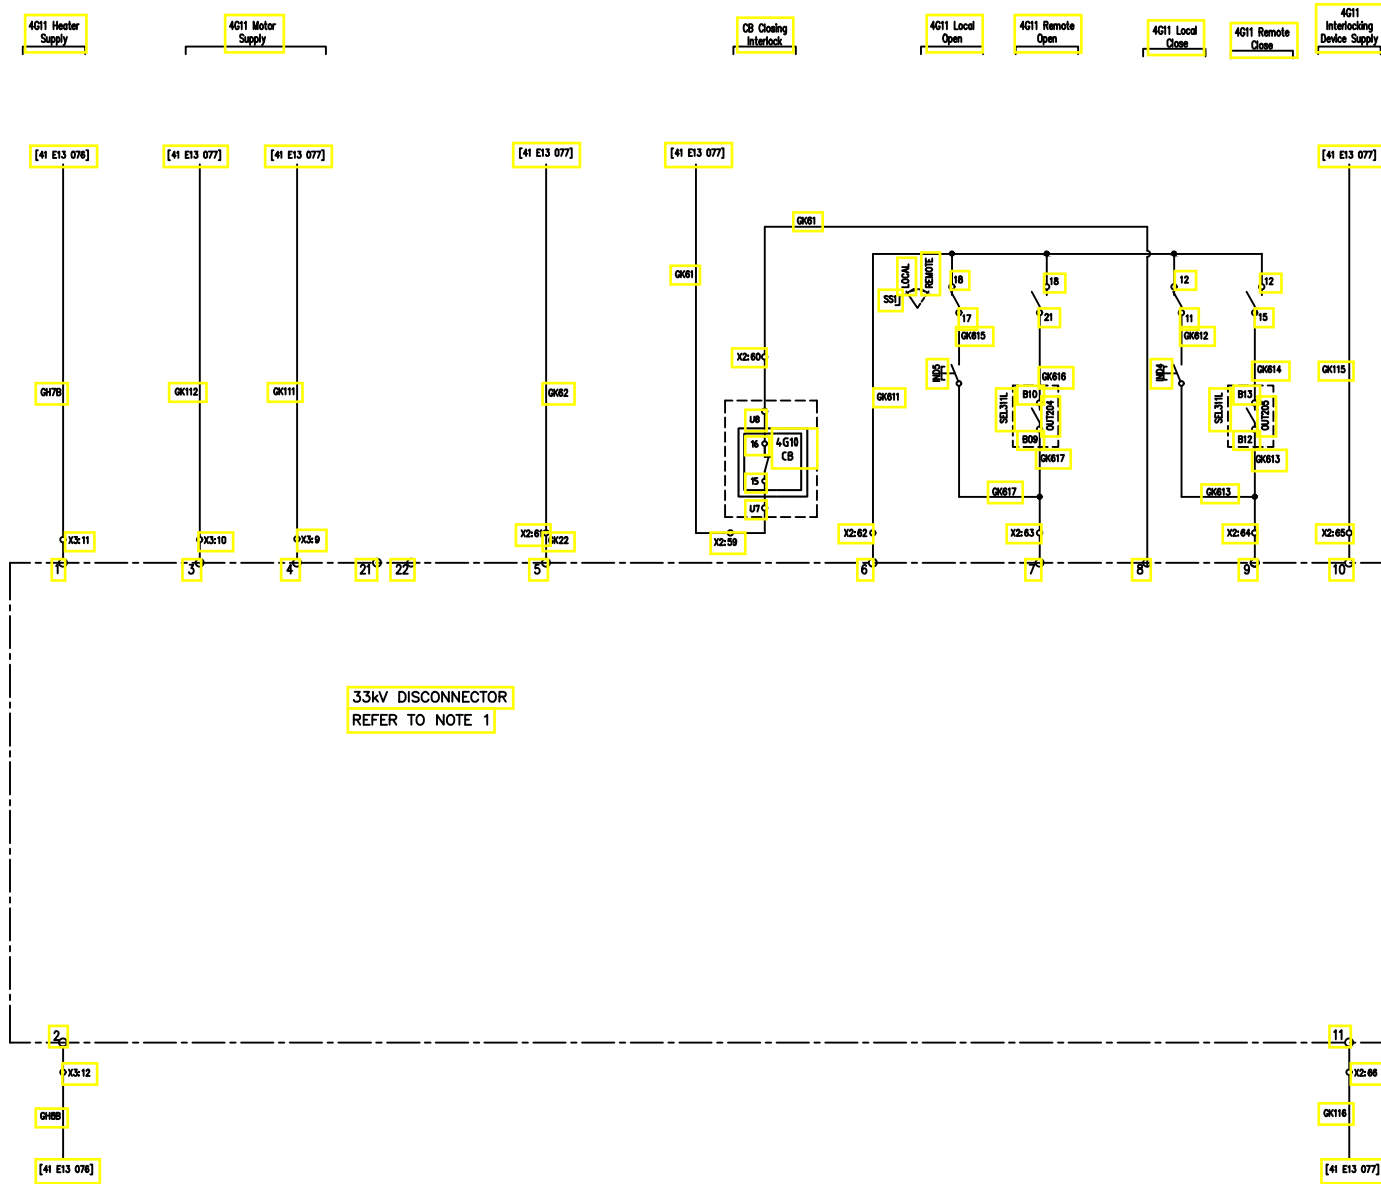 4G11 Heater
Supply
4G11 Motor
Supply
CB Closing
Interlock
4G11 Local
Open
4G11 Remote
Open
4G11 Local
Close
4G11 Remote
Close
4G11
Interlocking
Device Supply
[41 E13 076]
[41 E13 077]
[41 E13 077]
[41 E13 077]
[41 E13 077]
[41 E13 077]
GK61
GK61
SS1
LOCAL
REMOTE
18
18
12
12
17
21
11
15
GK615
GK612
X2:60
IND5
GK616
IND4
GK614
GK115
GH7B
GK112
GK111
GK62
GK611
SEL311L
B10
OUT204
B09
SEL311L
B13
OUT205
B12
U8
16
4G10
CB
15
U7
GK617
GK613
GK617
GK613
X3:11
X3:10
X3:9
X2:61
GK22
X2:59
X2:62
X2:63
X2:64
X2:65
1
3
4
21
22
5
6
7
8
9
10
33kV DISCONNECTOR
REFER TO NOTE 1
2
11
X3:12
X2:66
GH8B
GK116
[41 E13 076]
[41 E13 077]